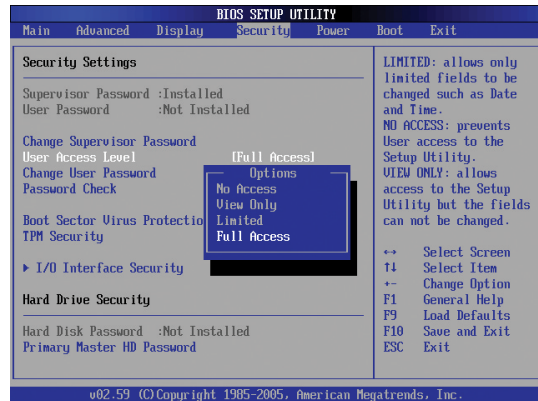 BIOS SETUP UTILITY
Main Advanced Display Security Power Boot Exit
Security Settings
Supervisor Password :Installed
User Password :Not Installed
Change Supervisor Password
User Access Level [Full Access]
Change User Password
Password Check
Boot Sector Virus Protectio
TPM Security
▶ I/O Interface Security
Hard Drive Security
Hard Disk Password :Not Installed
Primary Master HD Password
Options
No Access
View Only
Limited
Full Access
LIMITED: allows only
limited fields to be
changed such as Date
and Time.
NO ACCESS: prevents
User access to the
Setup Utility.
VIEW ONLY: allows
access to the Setup
Utility but the fields
can not be changed.
↔ Select Screen
↑↓ Select Item
+- Change Option
F1 General Help
F9 Load Defaults
F10 Save and Exit
ESC Exit
v02.59 (C)Copyright 1985-2005, American Megatrends, Inc.